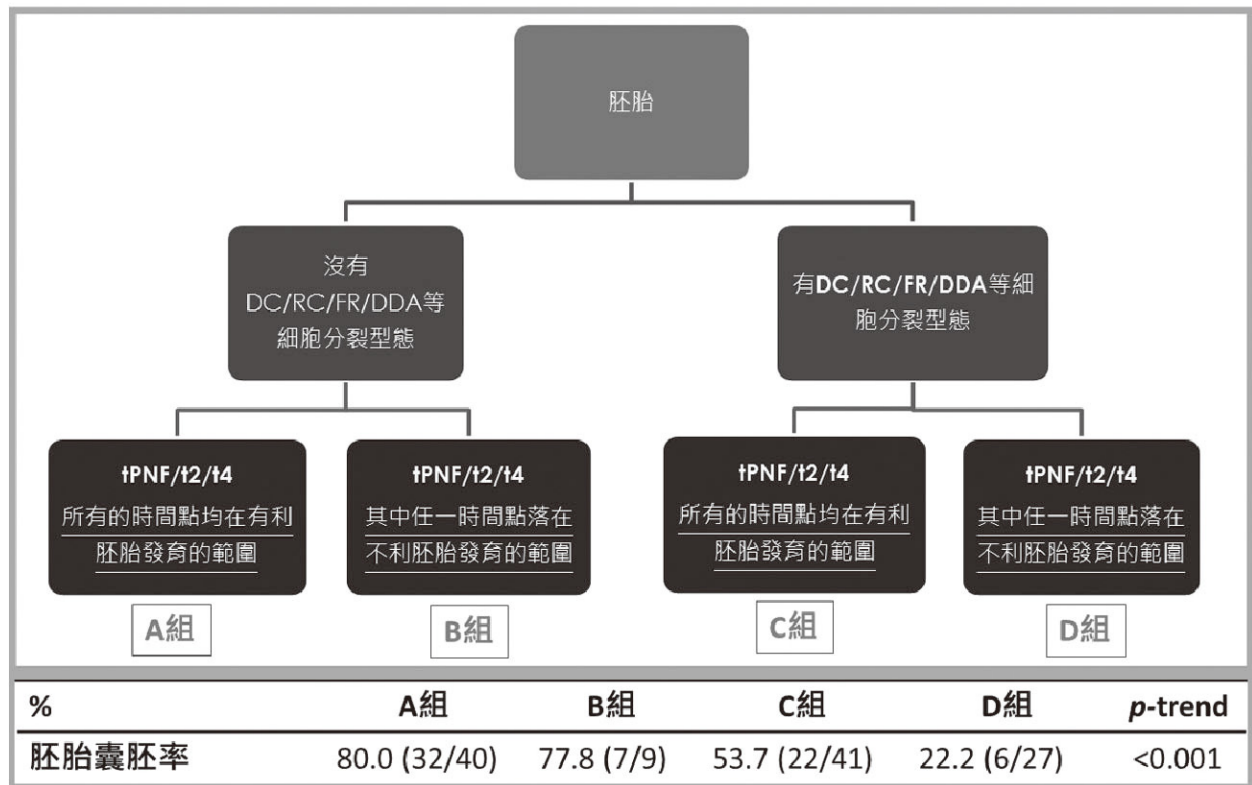 胚胎
沒有
DC/RC/FR/DDA等
細胞分裂型態
有DC/RC/FR/DDA等細
胞分裂型態
tPNF/t2/t4
所有的時間點均在有利
胚胎發育的範圍
tPNF/t2/t4
其中任一時間點落在
不利胚胎發育的範圍
tPNF/t2/t4
所有的時間點均在有利
胚胎發育的範圍
tPNF/t2/t4
其中任一時間點落在
不利胚胎發育的範圍
A組 B組 C組 D組
% A組 B組 C組 D組 p-trend
胚胎囊胚率 80.0 (32/40) 77.8 (7/9) 53.7 (22/41) 22.2 (6/27) <0.001